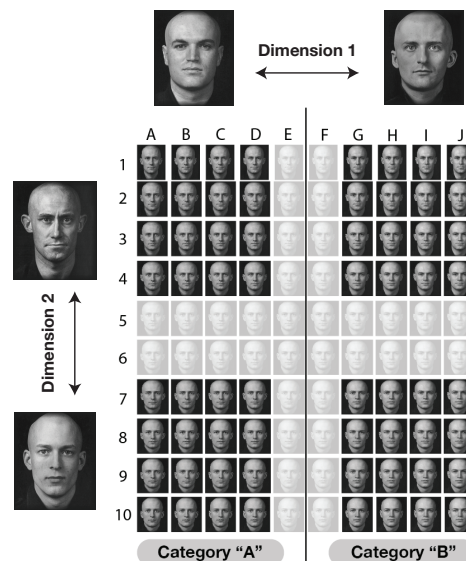 Dimension 1
A B C D E F G H I J
1
2
3
4
5
6
7
8
9
10
Dimension 2
Category “A”
Category “B”